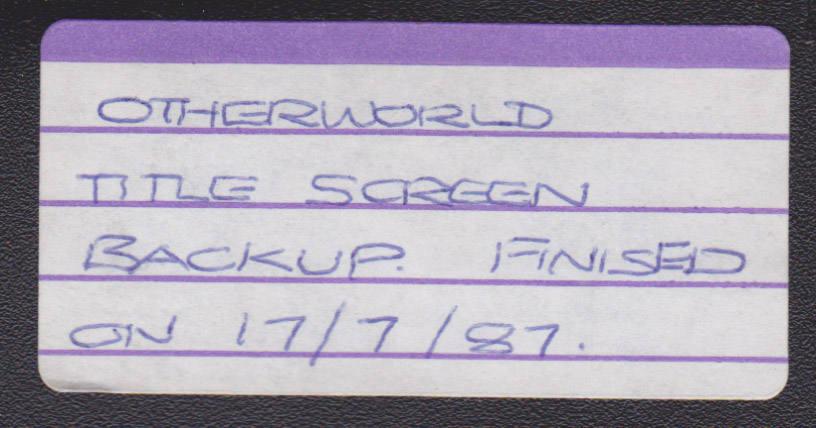 OTHERWORLD
TITLE SCREEN
BACKUP. FINISED
ON 17/7/87.